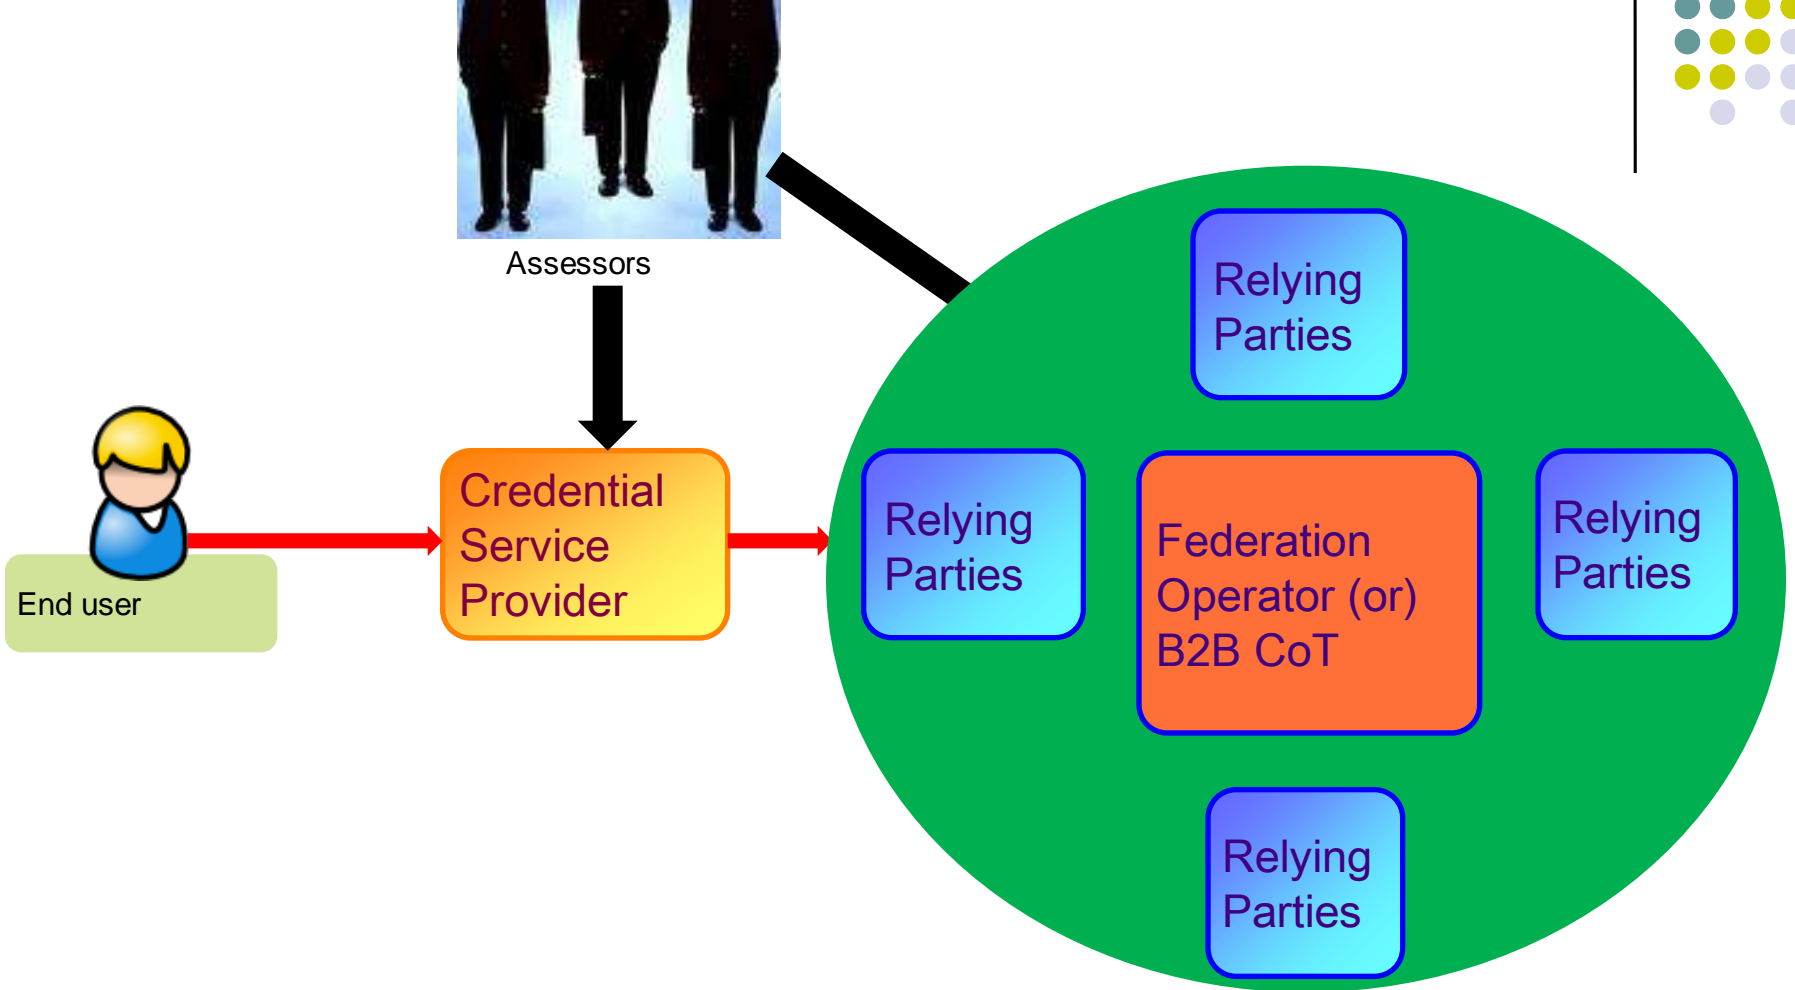 Assessors
Relying
Parties
End user
Credential
Service
Provider
Relying
Parties
Federation
Operator (or)
B2B CoT
Relying
Parties
Relying
Parties